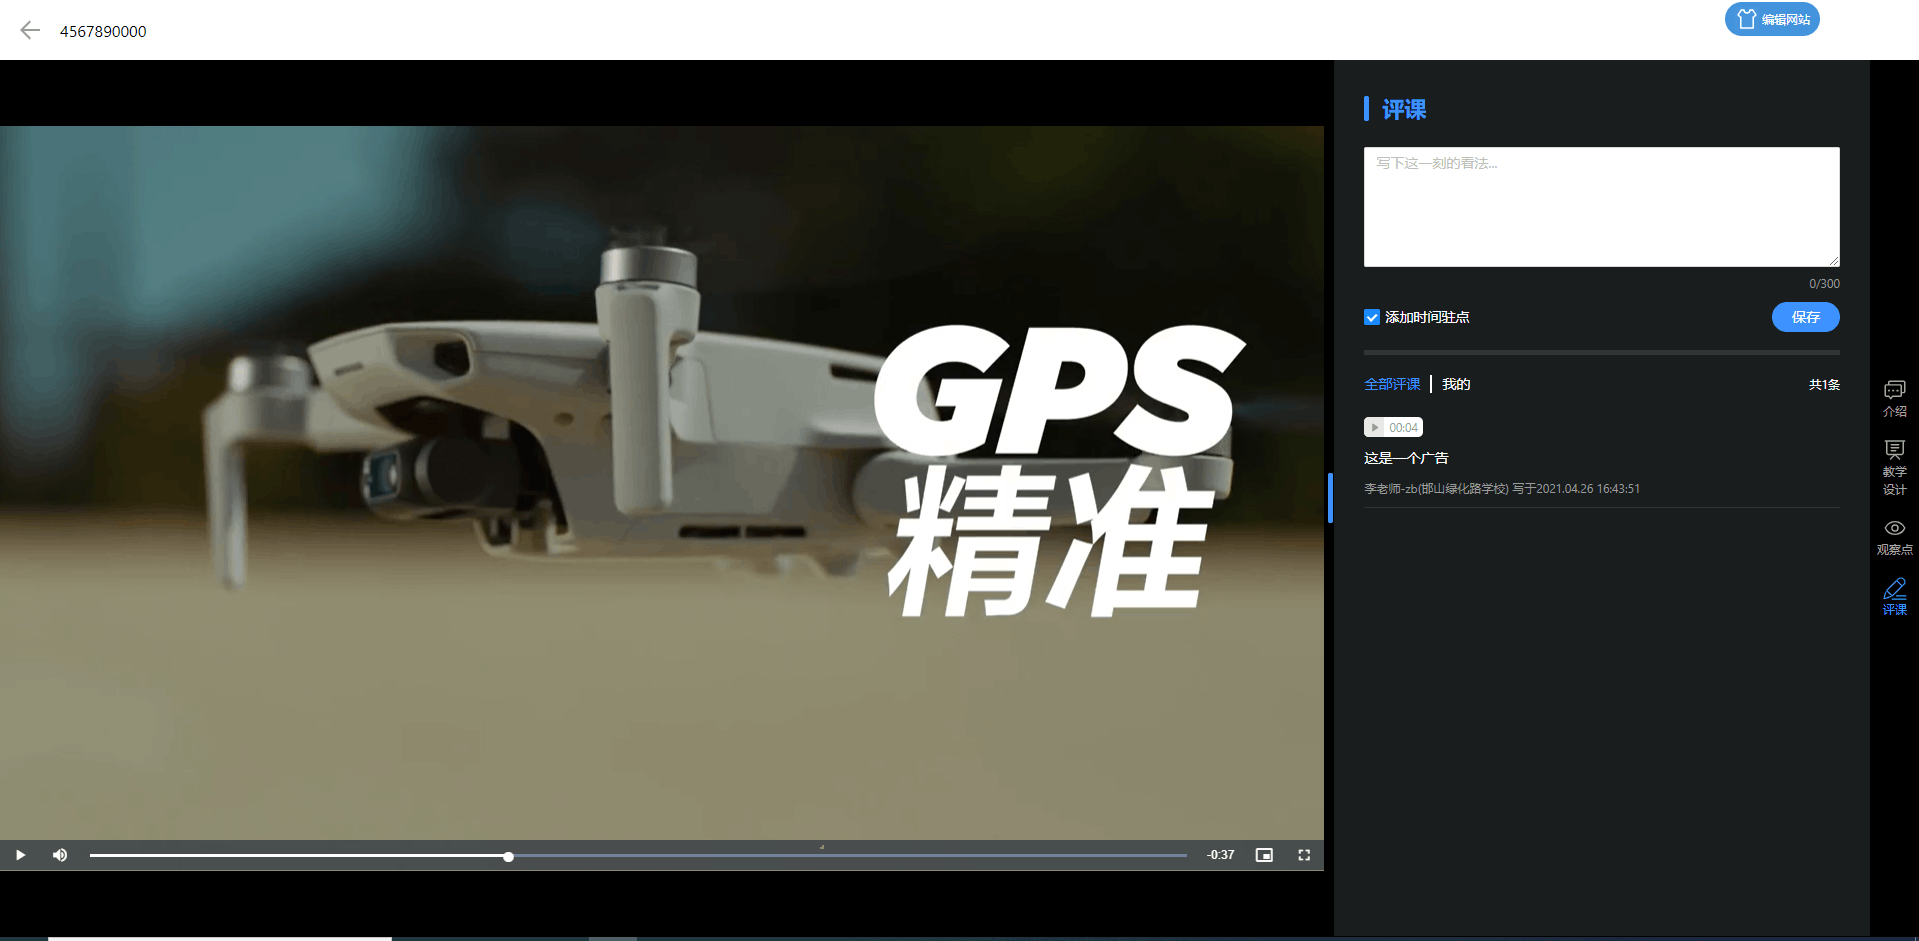 4567890000
编辑网站
GPS
精准
-0:37
评课
写下这一刻的看法...
0/300
添加时间驻点
保存
全部评课 我的 共1条
00:04
这是一个广告
李老师-zb(邯山绿化路学校) 写于2021.04.26 16:43:51
介绍
教学
设计
观察点
评课